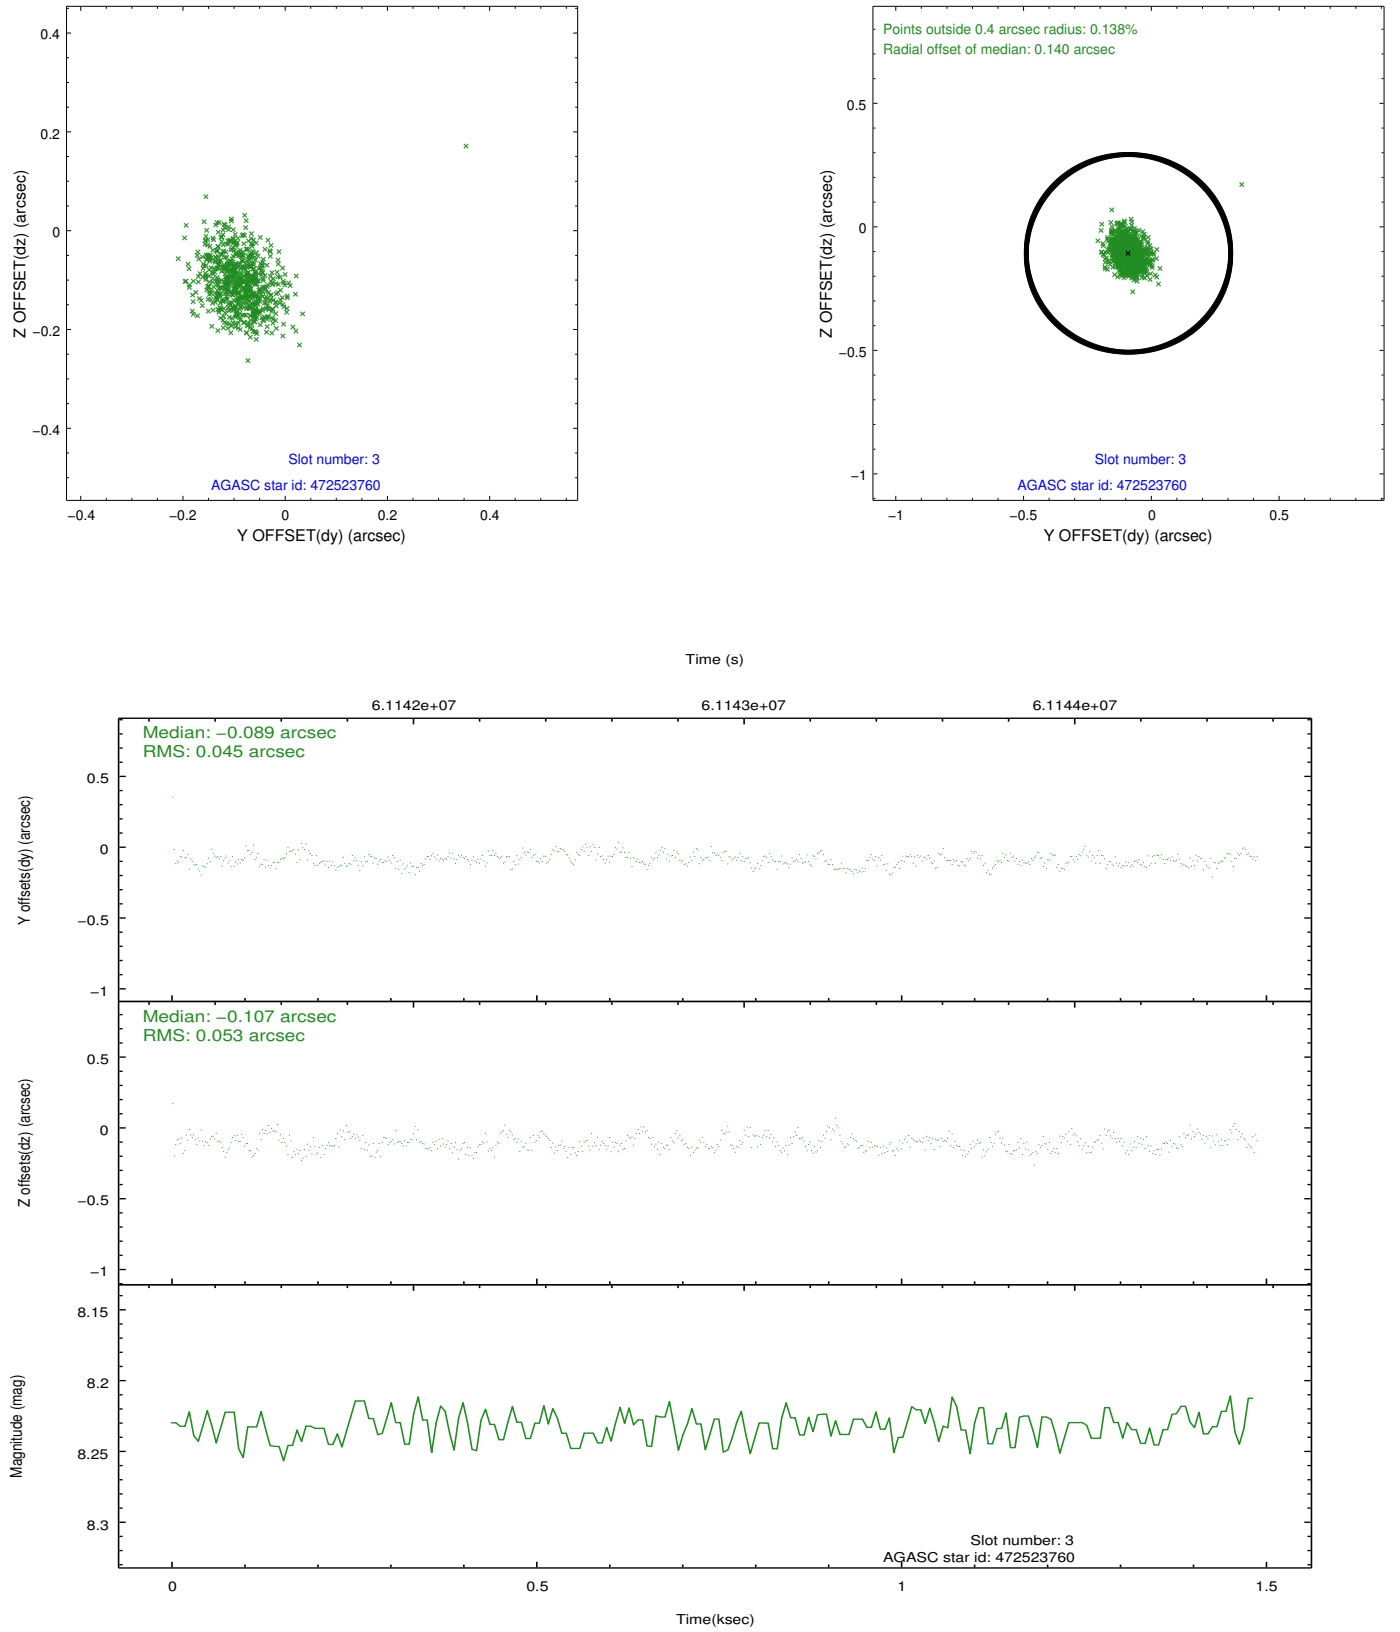 0.4
0.2
0
−0.2
−0.4
Z OFFSET(dz) (arcsec)
Slot number: 3
AGASC star id: 472523760
−0.4 −0.2 0 0.2 0.4
Y OFFSET(dy) (arcsec)
Points outside 0.4 arcsec radius: 0.138%
Radial offset of median: 0.140 arcsec
0.5
0
−0.5
−1
Z OFFSET(dz) (arcsec)
Slot number: 3
AGASC star id: 472523760
−1 −0.5 0 0.5
Y OFFSET(dy) (arcsec)
Time (s)
6.1142e+07 6.1143e+07 6.1144e+07
Median: −0.089 arcsec
RMS: 0.045 arcsec
0.5
0
−0.5
−1
Y offsets(dy) (arcsec)
Median: −0.107 arcsec
RMS: 0.053 arcsec
0.5
0
−0.5
−1
Z offsets(dz) (arcsec)
8.15
8.2
8.25
8.3
Magnitude (mag)
Slot number: 3
AGASC star id: 472523760
0 0.5 1 1.5
Time(ksec)